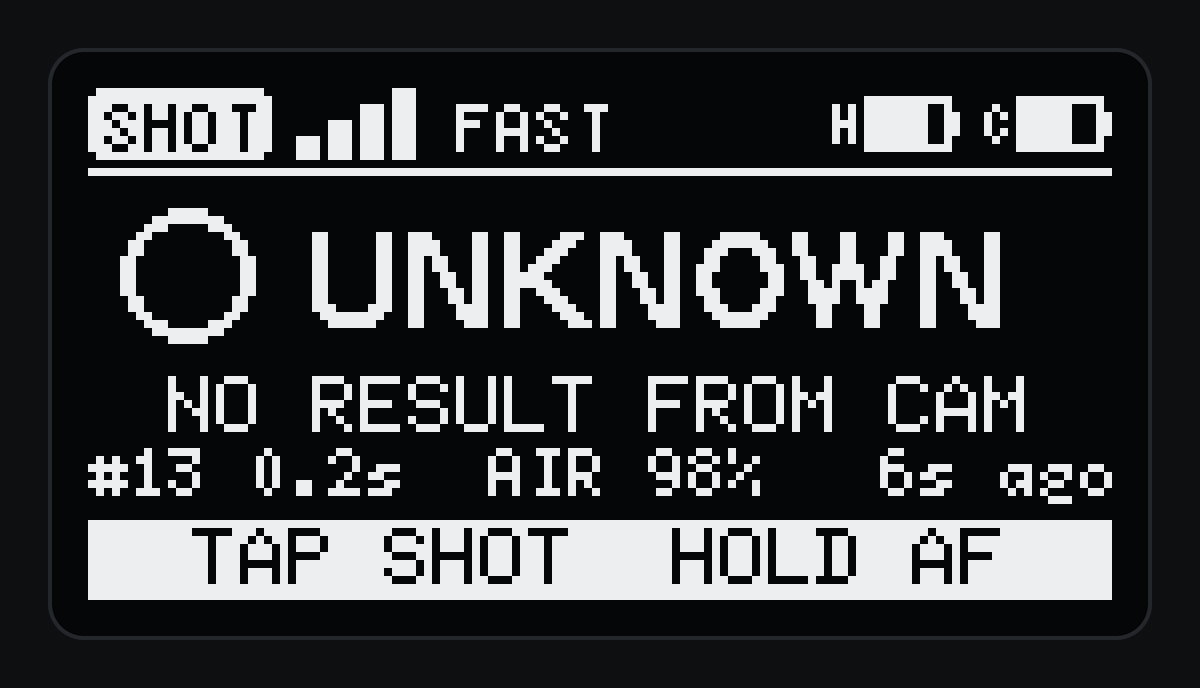 SHOT FAST H C
UNKNOWN
NO RESULT FROM CAM
#13 0.2s AIR 98% 6s ago
TAP SHOT HOLD AF